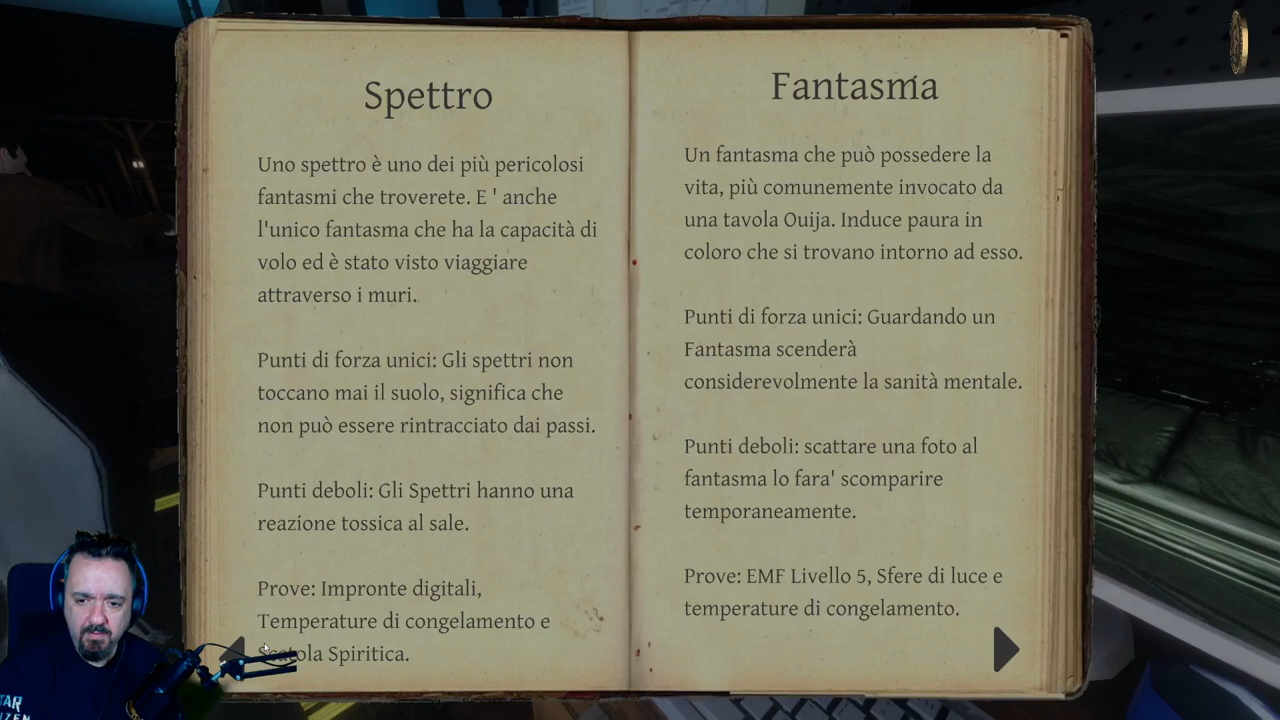 Spettro
Uno spettro è uno dei più pericolosi
fantasmi che troverete. E ' anche
l'unico fantasma che ha la capacità di
volo ed è stato visto viaggiare
attraverso i muri.
Punti di forza unici: Gli spettri non
toccano mai il suolo, significa che
non può essere rintracciato dai passi.
Punti deboli: Gli Spettri hanno una
reazione tossica al sale.
Prove: Impronte digitali,
Temperature di congelamento e
Scatola Spiritica.
Fantasma
Un fantasma che può possedere la
vita, più comunemente invocato da
una tavola Ouija. Induce paura in
coloro che si trovano intorno ad esso.
Punti di forza unici: Guardando un
Fantasma scenderà
considerevolmente la sanità mentale.
Punti deboli: scattare una foto al
fantasma lo fara' scomparire
temporaneamente.
Prove: EMF Livello 5, Sfere di luce e
temperature di congelamento.